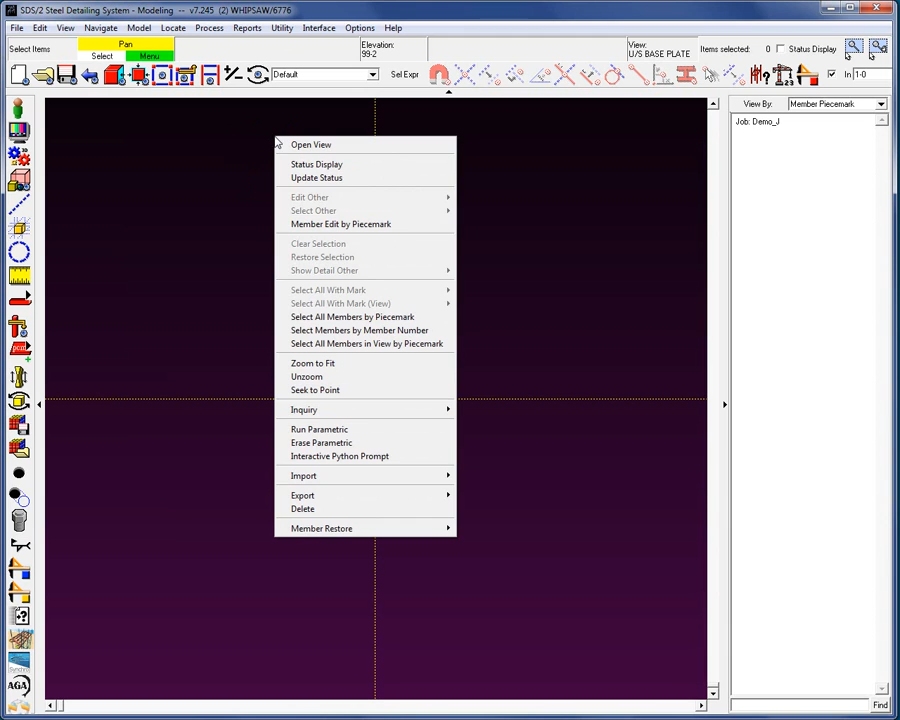 SDS/2 Steel Detailing System - Modeling -- v7.245 (2) WHIPSAW/6776
File Edit View Navigate Model Locate Process Reports Utility Interface Options Help
Select Items
Pan
Select Menu
Elevation:
99-2
View:
U/S BASE PLATE
Items selected: 0
Status Display
Default
Sel Expr
In 1-0
View By: Member Piecemark
Job: Demo_J
Open View
Status Display
Update Status
Edit Other
Select Other
Member Edit by Piecemark
Clear Selection
Restore Selection
Show Detail Other
Select All With Mark
Select All With Mark (View)
Select All Members by Piecemark
Select Members by Member Number
Select All Members in View by Piecemark
Zoom to Fit
Unzoom
Seek to Point
Inquiry
Run Parametric
Erase Parametric
Interactive Python Prompt
Import
Export
Delete
Member Restore
AGA
Find